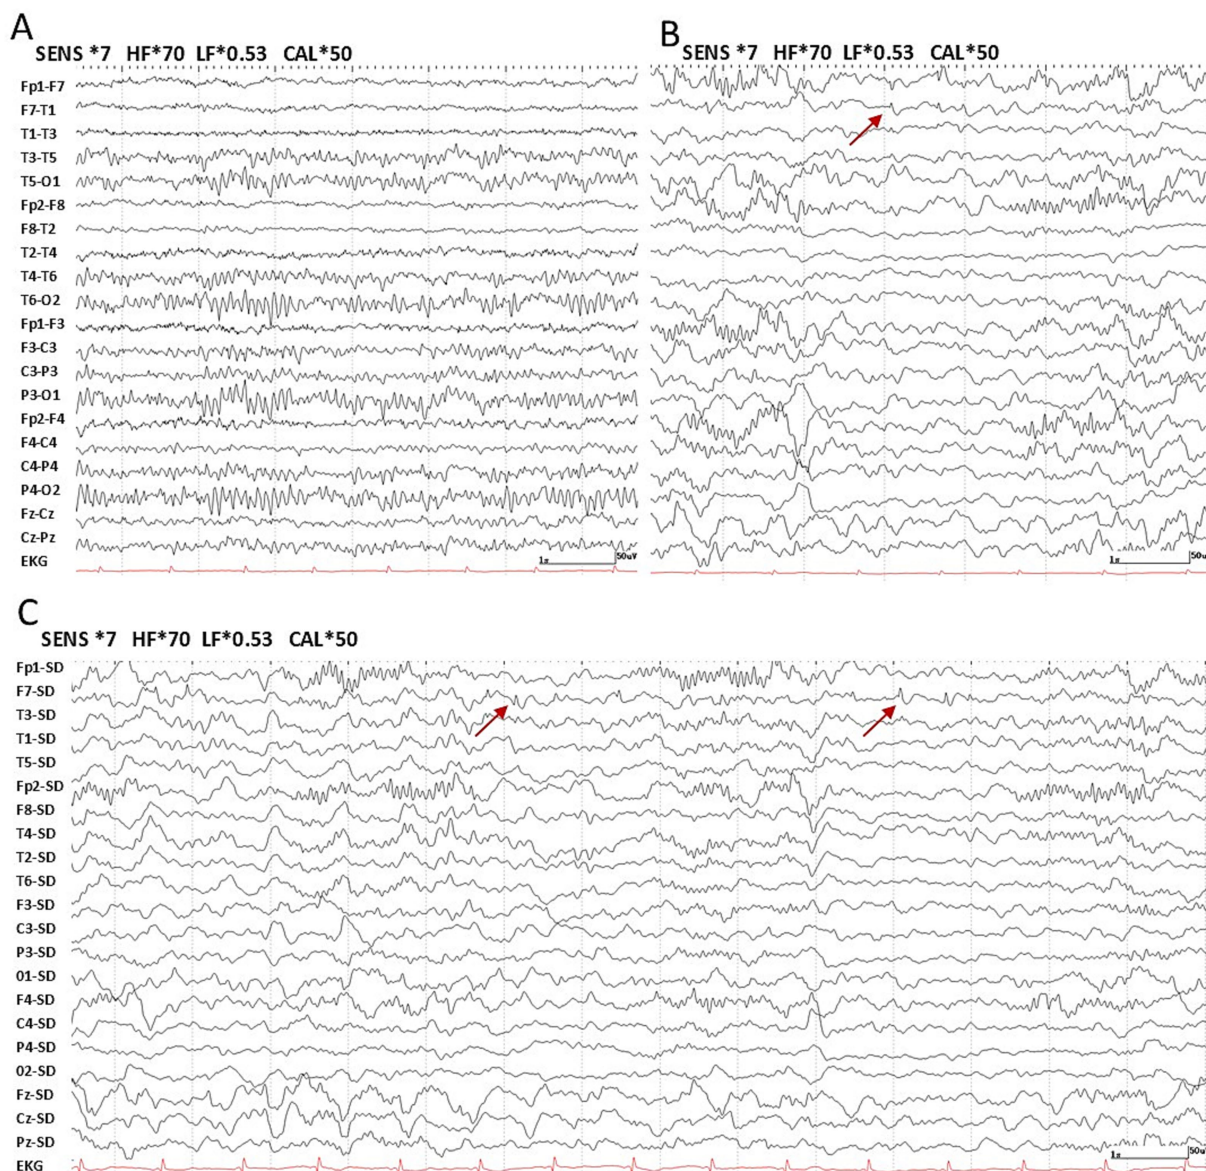 A
SENS *7 HF*70 LF*0.53 CAL*50
Fp1-F7
F7-T1
T1-T3
T3-T5
T5-O1
Fp2-F8
F8-T2
T2-T4
T4-T6
T6-O2
Fp1-F3
F3-C3
C3-P3
P3-O1
Fp2-F4
F4-C4
C4-P4
P4-O2
Fz-Cz
Cz-Pz
EKG
1s 50uV
B
SENS *7 HF*70 LF*0.53 CAL*50
1s 50u
C
SENS *7 HF*70 LF*0.53 CAL*50
Fp1-SD
F7-SD
T3-SD
T1-SD
T5-SD
Fp2-SD
F8-SD
T4-SD
T2-SD
T6-SD
F3-SD
C3-SD
P3-SD
01-SD
F4-SD
C4-SD
P4-SD
02-SD
Fz-SD
Cz-SD
Pz-SD
EKG
1s 50u